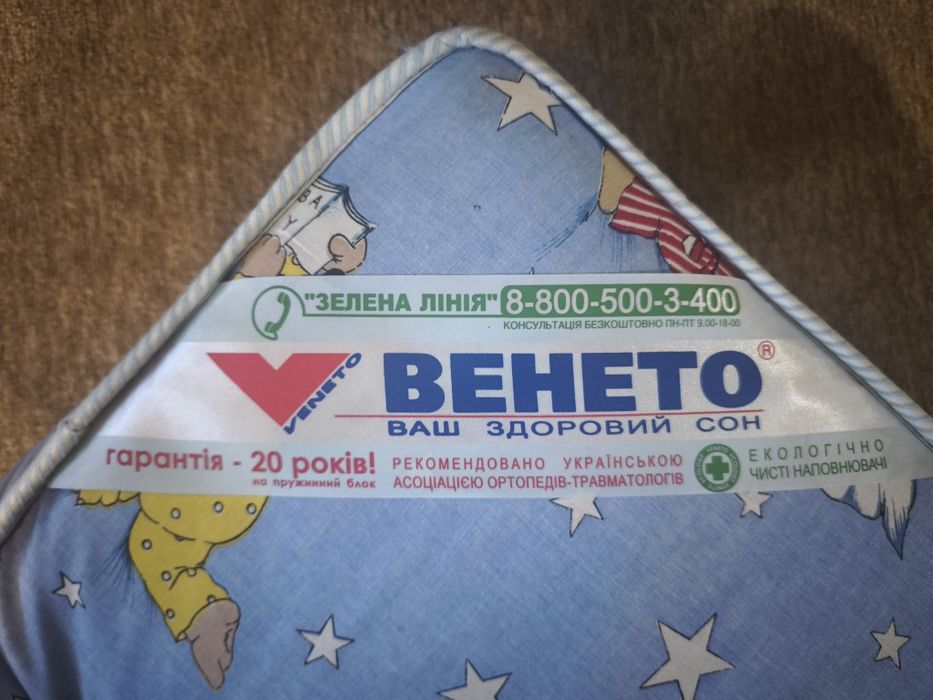 BA
Y
"ЗЕЛЕНА ЛІНІЯ" 8-800-500-3-400
КОНСУЛЬТАЦІЯ БЕЗКОШТОВНО ПН-ПТ 9.00-18-00
VENETO
ВЕНЕТО®
ВАШ ЗДОРОВИЙ СОН
гарантія - 20 років!
на пружинний блок
РЕКОМЕНДОВАНО УКРАЇНСЬКОЮ
АСОЦІАЦІЄЮ ОРТОПЕДІВ-ТРАВМАТОЛОГІВ
ЕКОЛОГІЧНО
ЧИСТІ НАПОВНЮВАЧІ